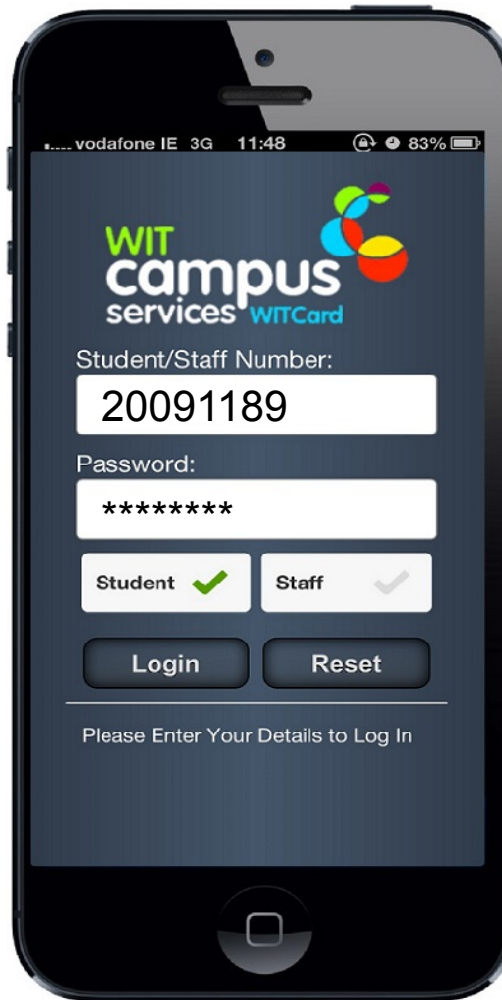 ..... vodafone IE 3G 11:48 83%
WIT
campus
services WITCard
Student/Staff Number:
20091189
Password:
********
Student Staff
Login Reset
Please Enter Your Details to Log In